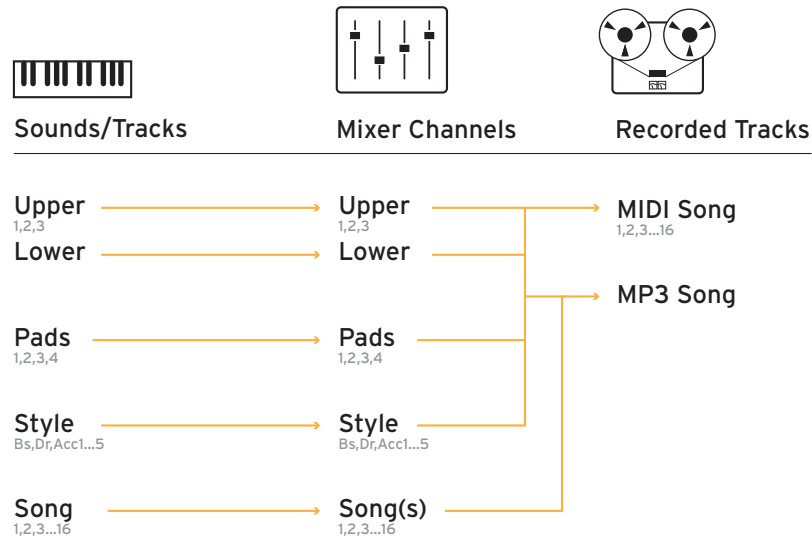 Sounds/Tracks Mixer Channels Recorded Tracks
Upper Upper MIDI Song
1,2,3 1,2,3 1,2,3...16
Lower Lower
MP3 Song
Pads Pads
1,2,3,4 1,2,3,4
Style Style
Bs,Dr,Acc1...5 Bs,Dr,Acc1...5
Song Song(s)
1,2,3...16 1,2,3...16